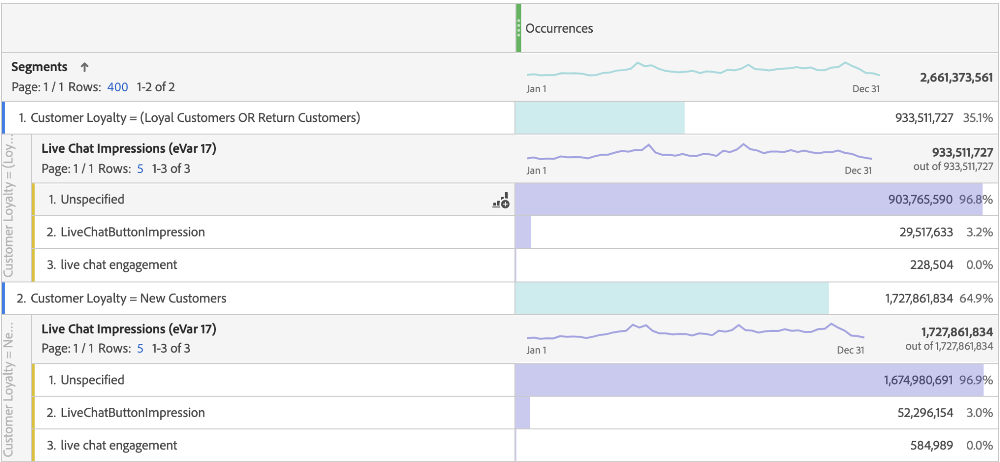 Occurrences
Segments ↑
Page: 1 / 1 Rows: 400 1-2 of 2
Jan 1
Dec 31
2,661,373,561
1. Customer Loyalty = (Loyal Customers OR Return Customers)
933,511,727 35.1%
Customer Loyalty = (Loy...
Live Chat Impressions (eVar 17)
Page: 1 / 1 Rows: 5 1-3 of 3
Jan 1
Dec 31
933,511,727
out of 933,511,727
1. Unspecified
903,765,590 96.8%
2. LiveChatButtonImpression
29,517,633 3.2%
3. live chat engagement
228,504 0.0%
2. Customer Loyalty = New Customers
1,727,861,834 64.9%
Customer Loyalty = Ne...
Live Chat Impressions (eVar 17)
Page: 1 / 1 Rows: 5 1-3 of 3
Jan 1
Dec 31
1,727,861,834
out of 1,727,861,834
1. Unspecified
1,674,980,691 96.9%
2. LiveChatButtonImpression
52,296,154 3.0%
3. live chat engagement
584,989 0.0%